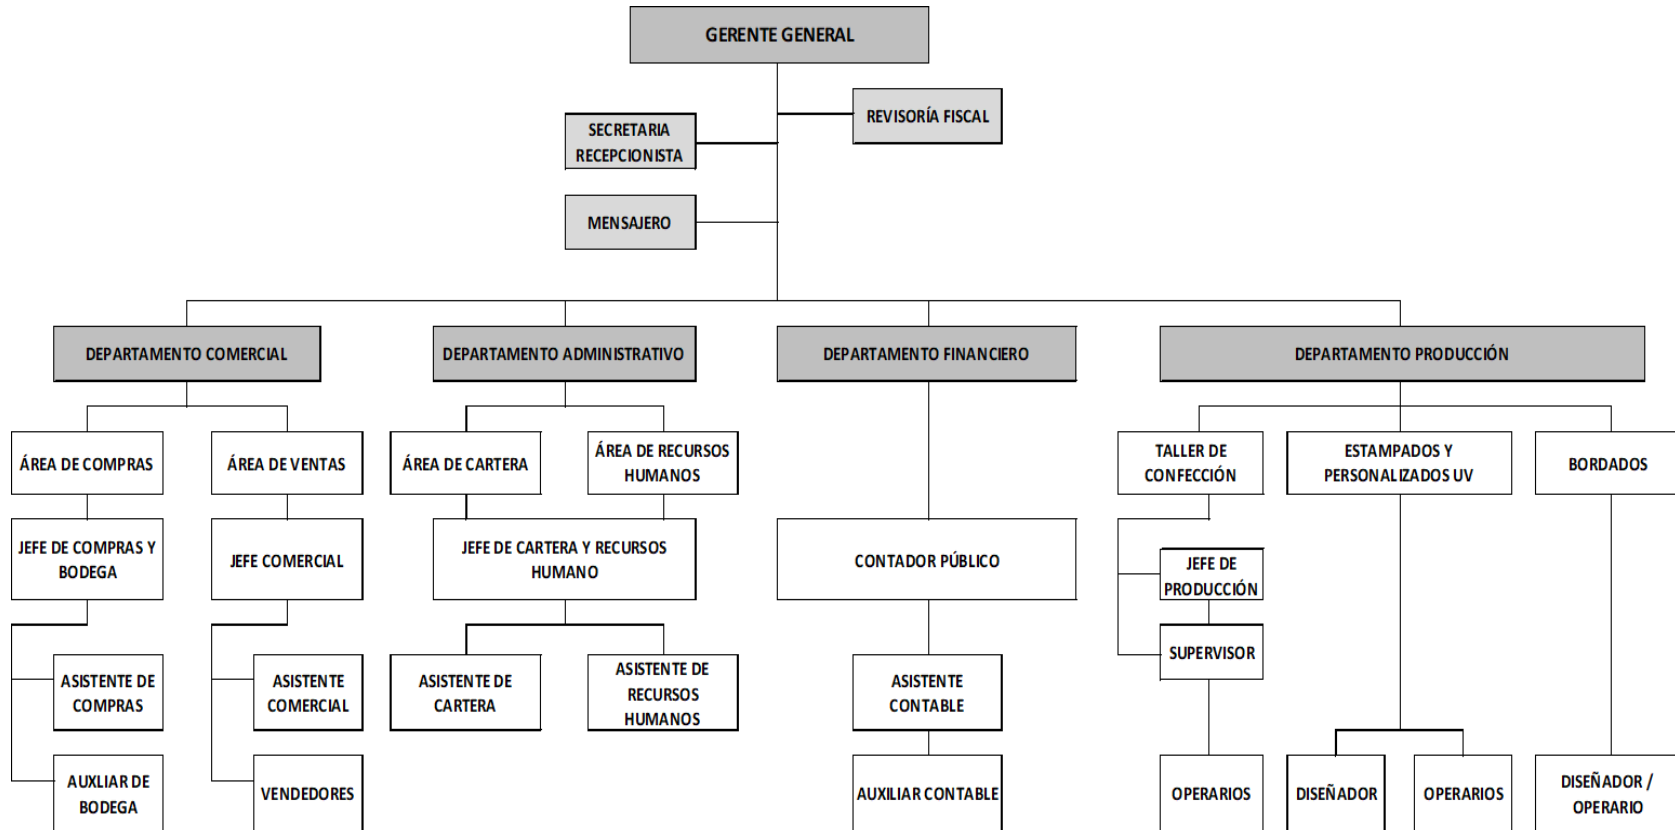 GERENTE GENERAL
REVISORÍA FISCAL
SECRETARIA
RECEPCIONISTA
MENSAJERO
DEPARTAMENTO COMERCIAL
DEPARTAMENTO ADMINISTRATIVO
DEPARTAMENTO FINANCIERO
DEPARTAMENTO PRODUCCIÓN
ÁREA DE COMPRAS
ÁREA DE VENTAS
ÁREA DE CARTERA
ÁREA DE RECURSOS
HUMANOS
TALLER DE
CONFECCIÓN
ESTAMPADOS Y
PERSONALIZADOS UV
BORDADOS
JEFE DE COMPRAS Y
BODEGA
JEFE COMERCIAL
JEFE DE CARTERA Y RECURSOS
HUMANO
CONTADOR PÚBLICO
JEFE DE
PRODUCCIÓN
SUPERVISOR
ASISTENTE DE
COMPRAS
ASISTENTE
COMERCIAL
ASISTENTE DE
CARTERA
ASISTENTE DE
RECURSOS
HUMANOS
ASISTENTE
CONTABLE
AUXLIAR DE
BODEGA
VENDEDORES
AUXILIAR CONTABLE
OPERARIOS
DISEÑADOR
OPERARIOS
DISEÑADOR /
OPERARIO